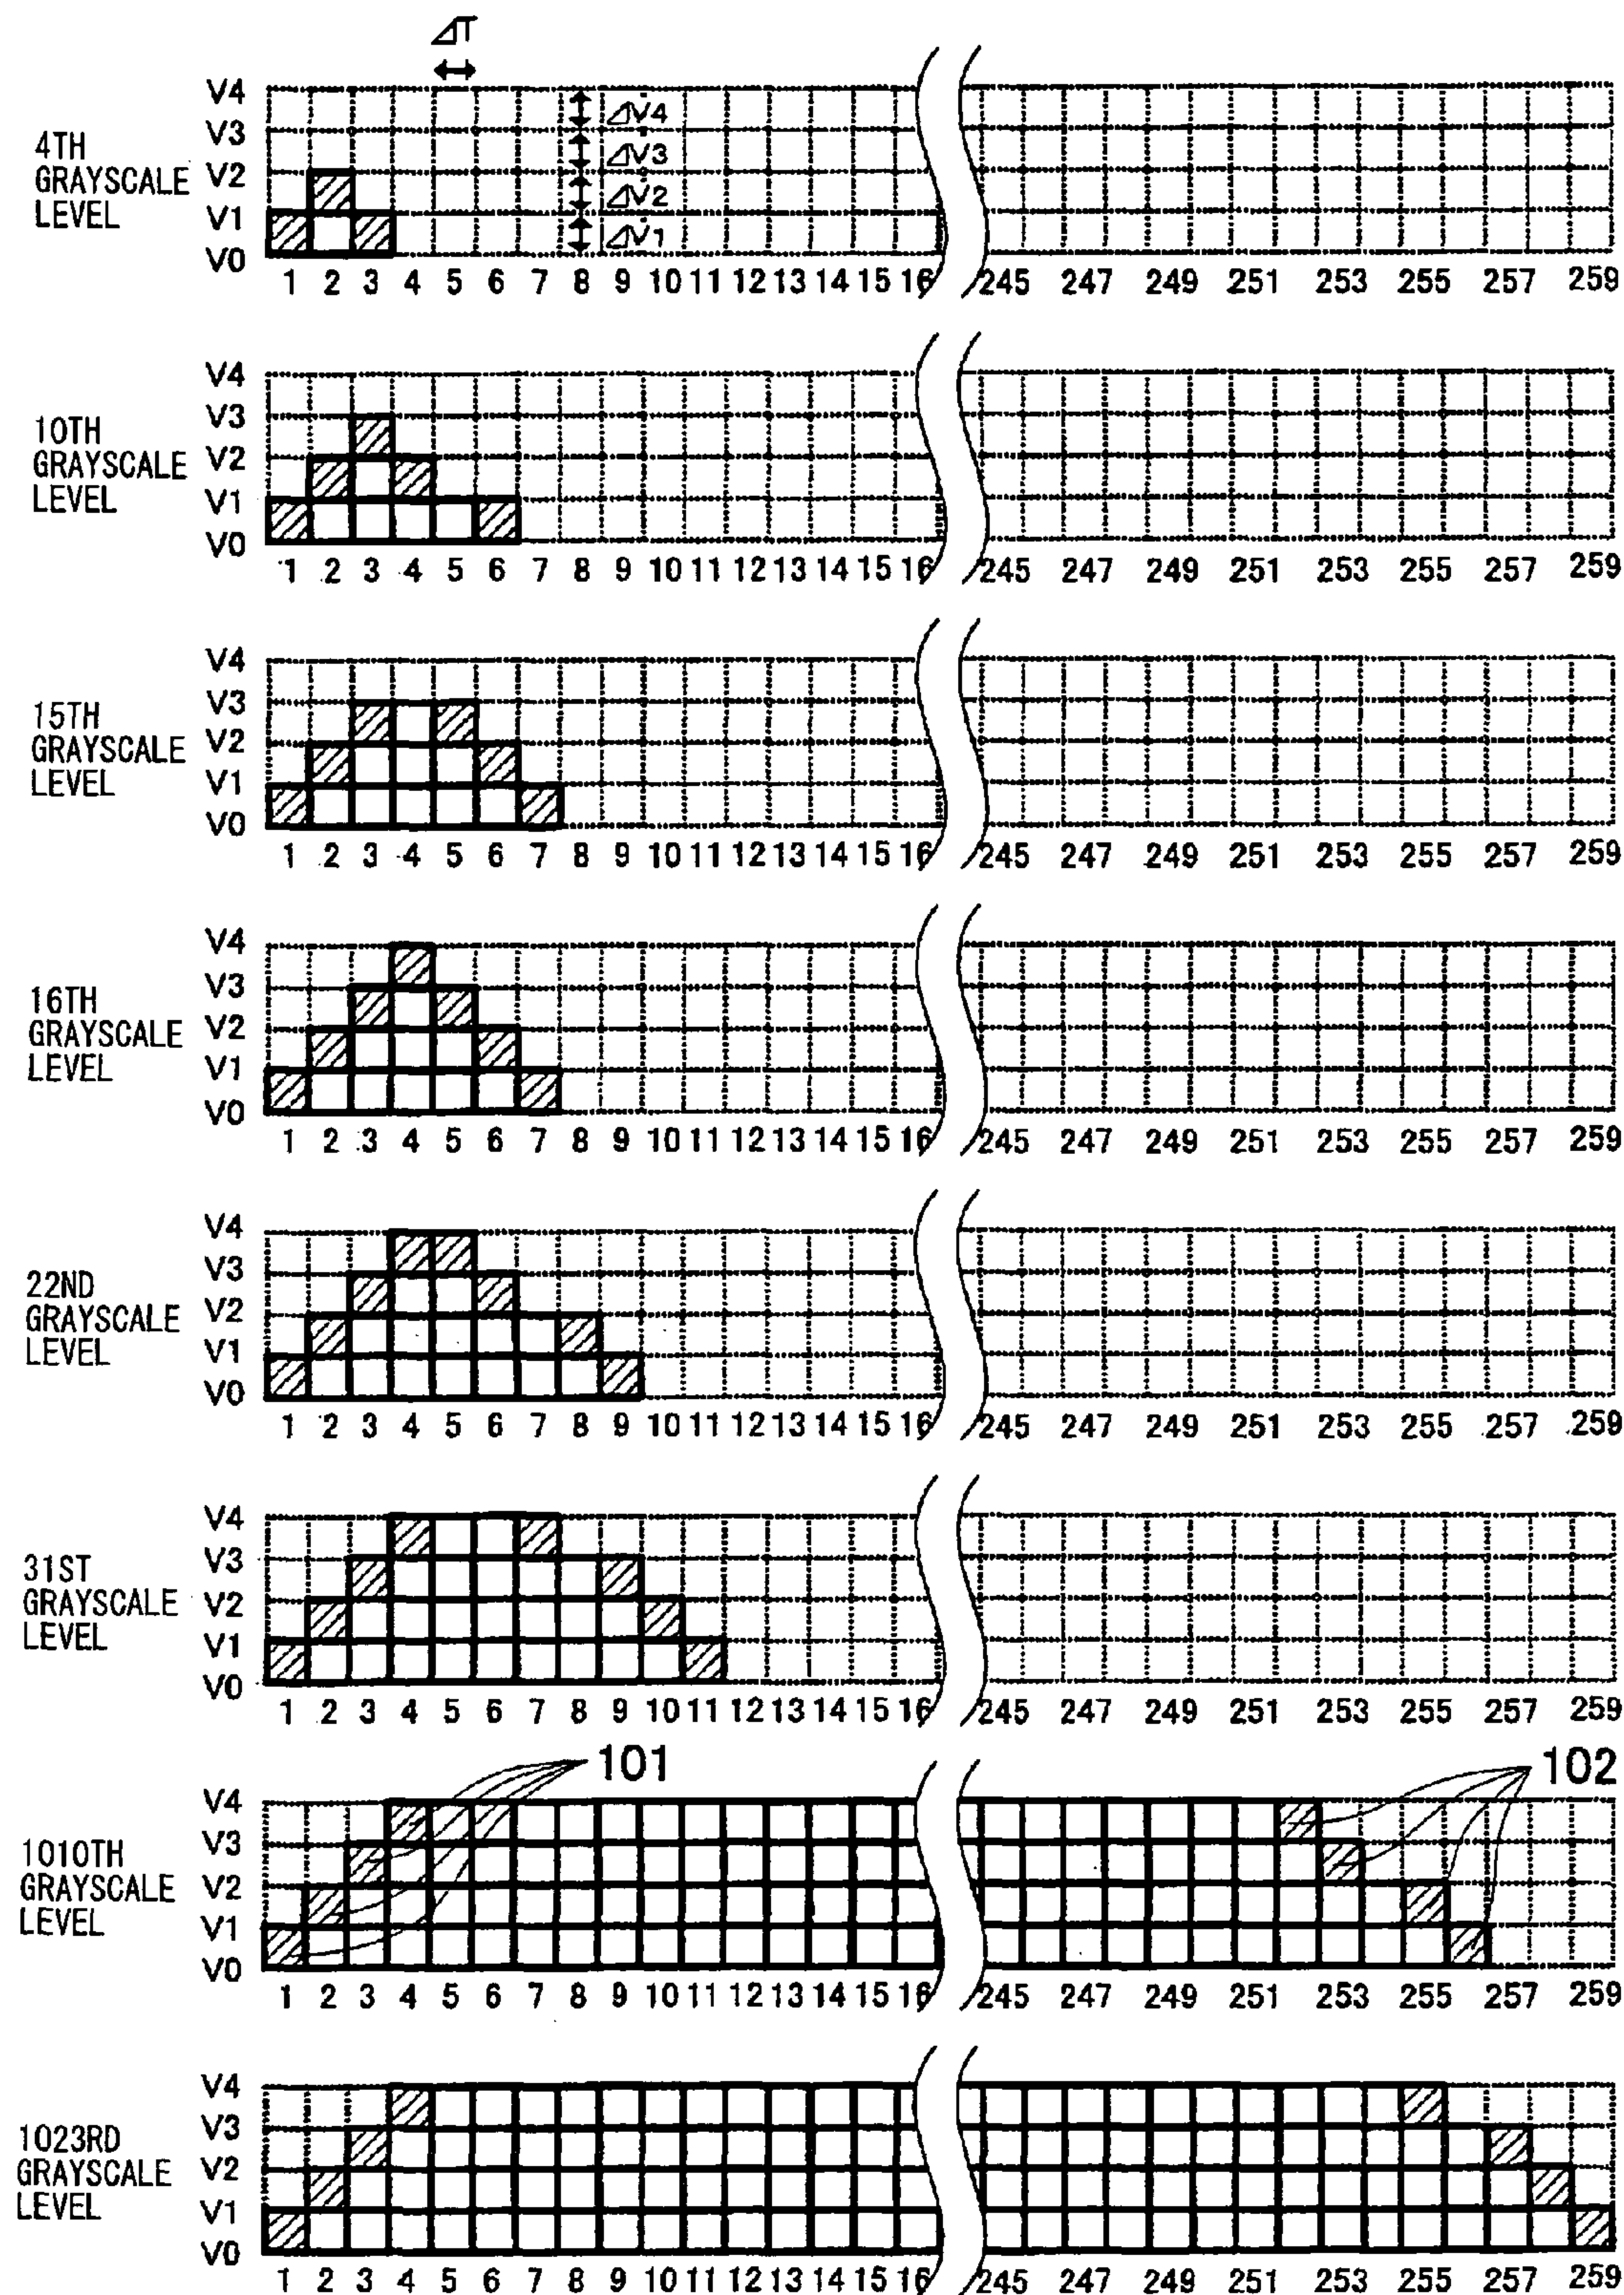 ⊿T
V4
V3
V2
V1
V0
4TH
GRAYSCALE
LEVEL
⊿V4
⊿V3
⊿V2
⊿V1
1 2 3 4 5 6 7 8 9 10 11 12 13 14 15 16 245 247 249 251 253 255 257 259
V4
V3
V2
V1
V0
10TH
GRAYSCALE
LEVEL
1 2 3 4 5 6 7 8 9 10 11 12 13 14 15 16 245 247 249 251 253 255 257 259
V4
V3
V2
V1
V0
15TH
GRAYSCALE
LEVEL
1 2 3 4 5 6 7 8 9 10 11 12 13 14 15 16 245 247 249 251 253 255 257 259
V4
V3
V2
V1
V0
16TH
GRAYSCALE
LEVEL
1 2 3 4 5 6 7 8 9 10 11 12 13 14 15 16 245 247 249 251 253 255 257 259
V4
V3
V2
V1
V0
22ND
GRAYSCALE
LEVEL
1 2 3 4 5 6 7 8 9 10 11 12 13 14 15 16 245 247 249 251 253 255 257 259
V4
V3
V2
V1
V0
31ST
GRAYSCALE
LEVEL
1 2 3 4 5 6 7 8 9 10 11 12 13 14 15 16 245 247 249 251 253 255 257 259
101
102
V4
V3
V2
V1
V0
1010TH
GRAYSCALE
LEVEL
1 2 3 4 5 6 7 8 9 10 11 12 13 14 15 16 245 247 249 251 253 255 257 259
V4
V3
V2
V1
V0
1023RD
GRAYSCALE
LEVEL
1 2 3 4 5 6 7 8 9 10 11 12 13 14 15 16 245 247 249 251 253 255 257 259